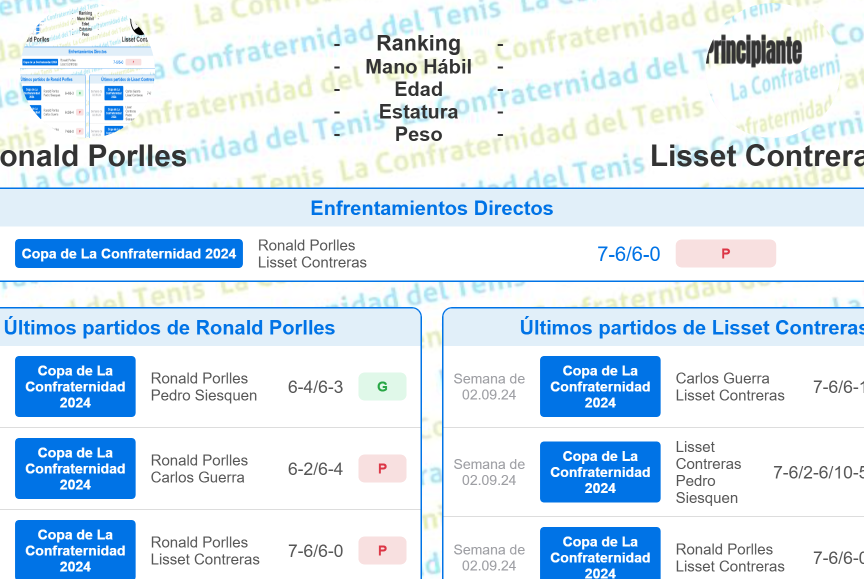 - Ranking -
- Mano Hábil -
- Edad -
- Estatura -
- Peso -
Principiante
onald Porlles
Lisset Contrera
Enfrentamientos Directos
Copa de La Confraternidad 2024
Ronald Porlles
Lisset Contreras
7-6/6-0
P
Últimos partidos de Ronald Porlles
Copa de La
Confraternidad
2024
Ronald Porlles
Pedro Siesquen
6-4/6-3
G
Copa de La
Confraternidad
2024
Ronald Porlles
Carlos Guerra
6-2/6-4
P
Copa de La
Confraternidad
2024
Ronald Porlles
Lisset Contreras
7-6/6-0
P
Últimos partidos de Lisset Contreras
Semana de
02.09.24
Copa de La
Confraternidad
2024
Carlos Guerra
Lisset Contreras
7-6/6-1
Semana de
02.09.24
Copa de La
Confraternidad
2024
Lisset
Contreras
Pedro
Siesquen
7-6/2-6/10-5
Semana de
02.09.24
Copa de La
Confraternidad
2024
Ronald Porlles
Lisset Contreras
7-6/6-0